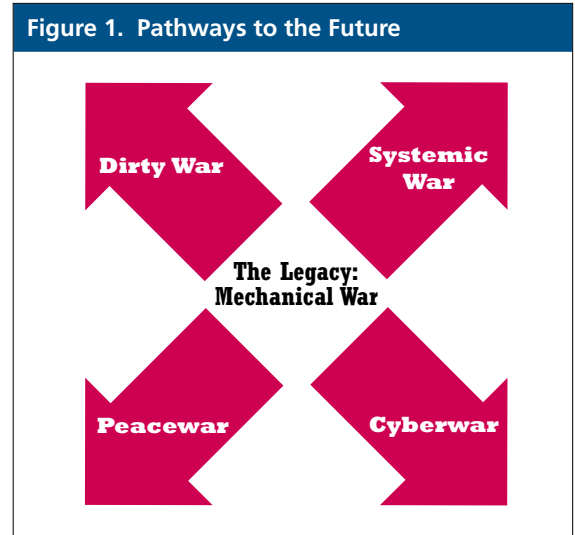 Figure 1. Pathways to the Future
Dirty War
Systemic
War
The Legacy:
Mechanical War
Peacewar
Cyberwar